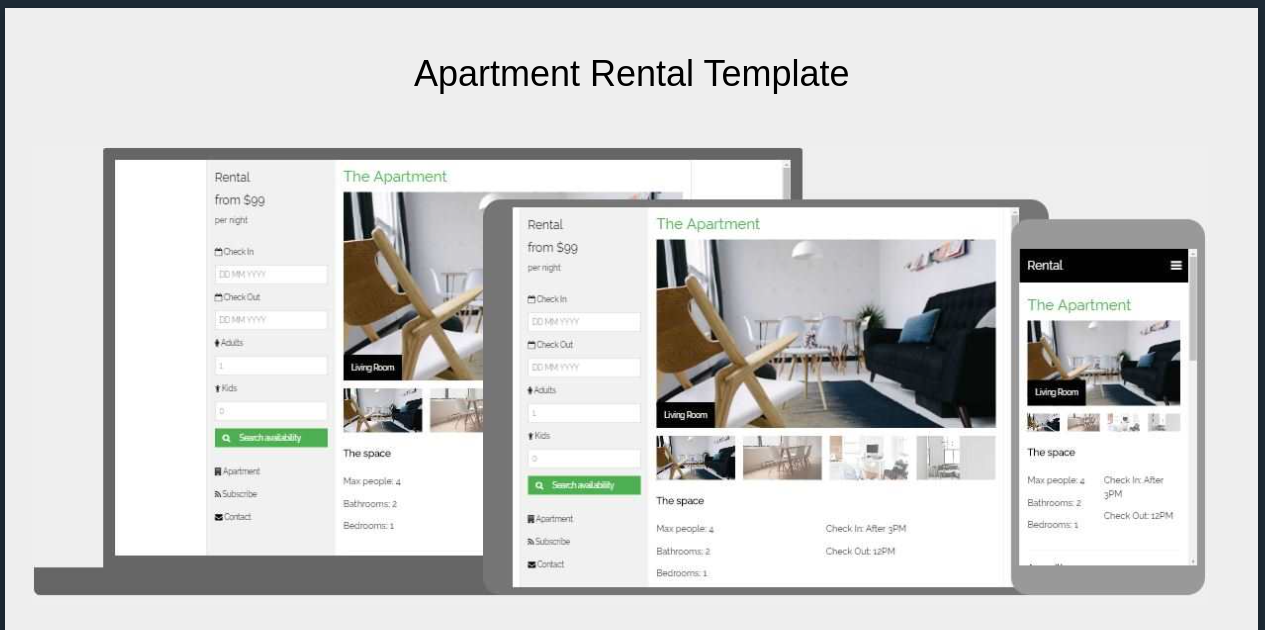 Apartment Rental Template
Rental
from $99
per night
Check In
DD MM YYYY
Check Out
DD MM YYYY
Adults
1
Kids
0
Search availability
Apartment
Subscribe
Contact
The Apartment
Living Room
The space
Max people: 4
Bathrooms: 2
Bedrooms: 1
Rental
from $99
per night
Check In
DD MM YYYY
Check Out
DD MM YYYY
Adults
1
Kids
0
Search availability
Apartment
Subscribe
Contact
The Apartment
Living Room
The space
Max people: 4
Check In: After 3PM
Bathrooms: 2
Check Out: 12PM
Bedrooms: 1
Rental
The Apartment
Living Room
The space
Max people: 4
Bathrooms: 2
Bedrooms: 1
Check In: After
3PM
Check Out: 12PM